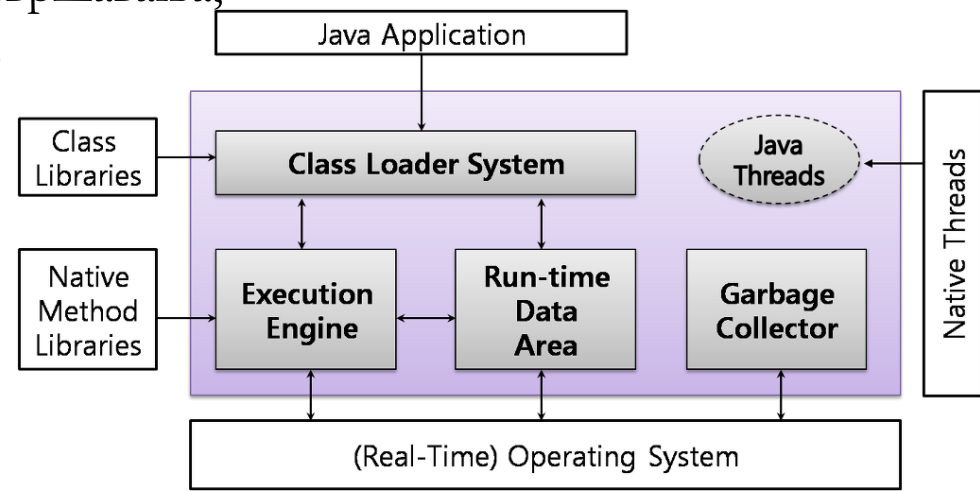 Java Application
Class
Libraries
Class Loader System
Java
Threads
Native Threads
Native
Method
Libraries
Execution
Engine
Run-time
Data
Area
Garbage
Collector
(Real-Time) Operating System